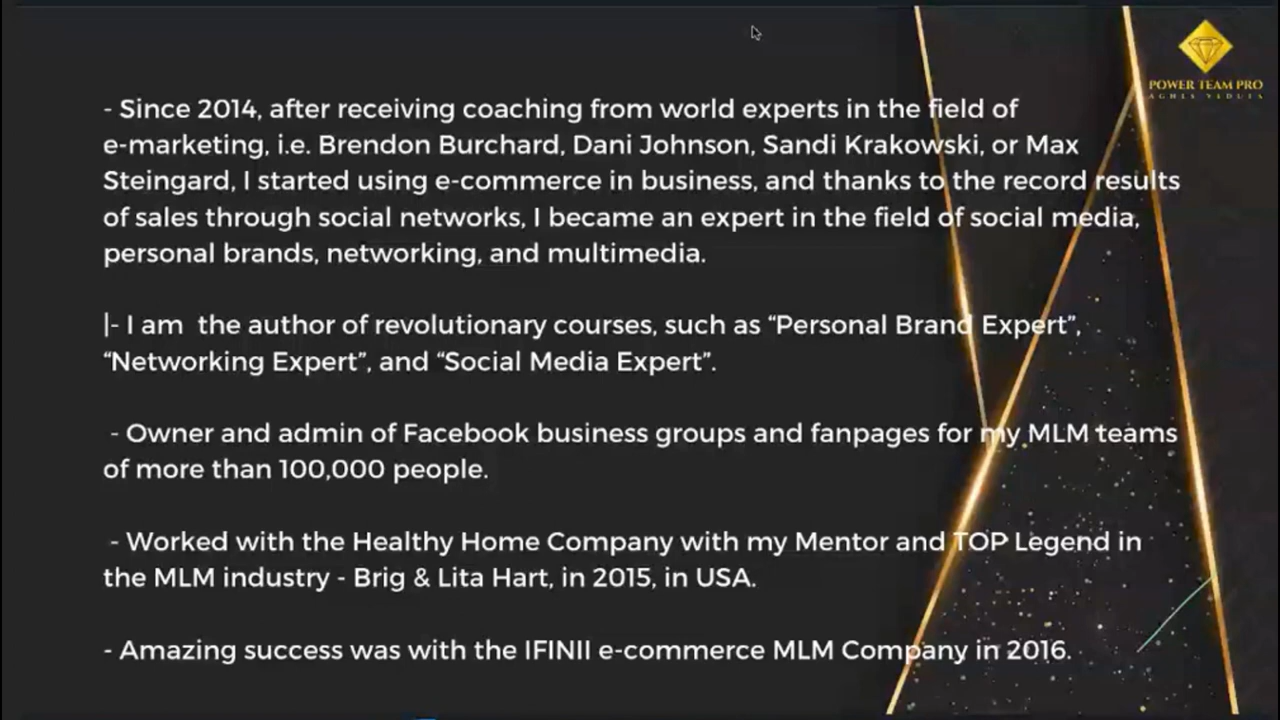 POWER TEAM PRO
- Since 2014, after receiving coaching from world experts in the field of
e-marketing, i.e. Brendon Burchard, Dani Johnson, Sandi Krakowski, or Max
Steingard, I started using e-commerce in business, and thanks to the record results
of sales through social networks, I became an expert in the field of social media,
personal brands, networking, and multimedia.
|- I am  the author of revolutionary courses, such as “Personal Brand Expert”,
“Networking Expert”, and “Social Media Expert”.
- Owner and admin of Facebook business groups and fanpages for my MLM teams
of more than 100,000 people.
- Worked with the Healthy Home Company with my Mentor and TOP Legend in
the MLM industry - Brig & Lita Hart, in 2015, in USA.
- Amazing success was with the IFINII e-commerce MLM Company in 2016.